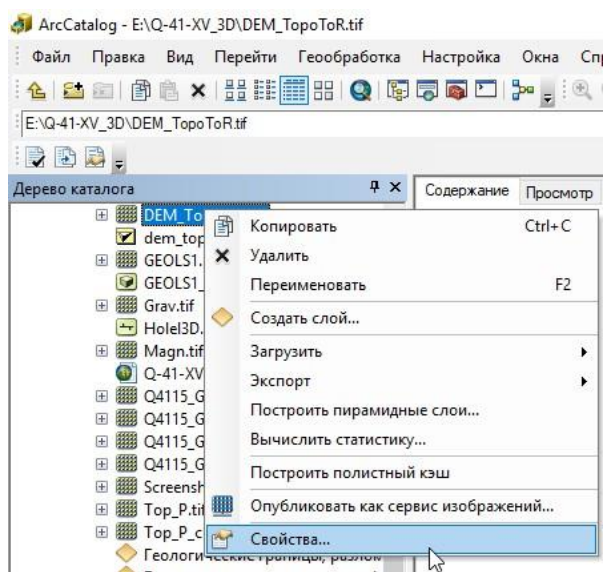 ArcCatalog - E:\Q-41-XV_3D\DEM_TopoToR.tif
Файл Правка Вид Перейти Геообработка Настройка Окна
E:\Q-41-XV_3D\DEM_TopoToR.tif
Дерево каталога
Содержание Просмотр
DEM_To
dem_top
GEOLS1.
GEOLS1_
Grav.tif
HoleI3D.
Magn.tif
Q-41-XV
Q4115_G
Q4115_G
Q4115_G
Q4115_G
Screensh
Top_P.tif
Top_P_c
Геологические границы,
Копировать Ctrl+C
Удалить
Переименовать F2
Создать слой...
Загрузить
Экспорт
Построить пирамидные слои...
Вычислить статистику...
Построить полистный кэш
Опубликовать как сервис изображений...
Свойства...